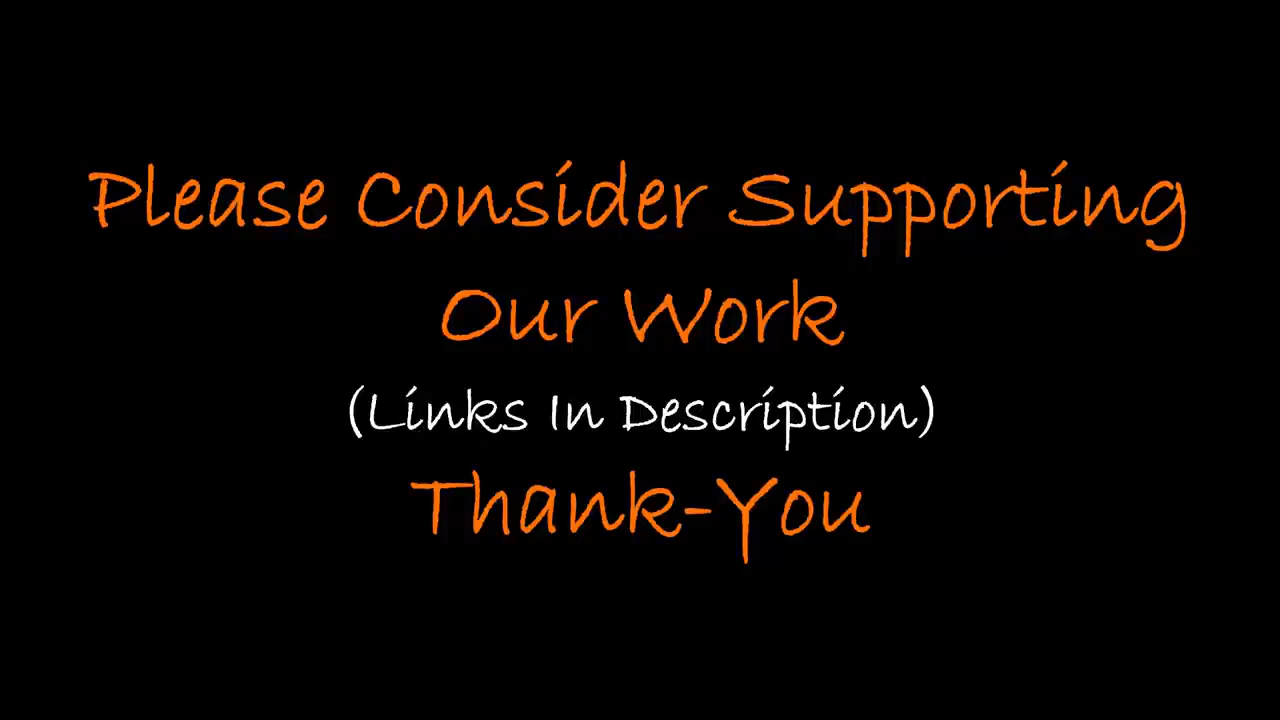 Please Consider Supporting
Our Work
(Links In Description)
Thank-You